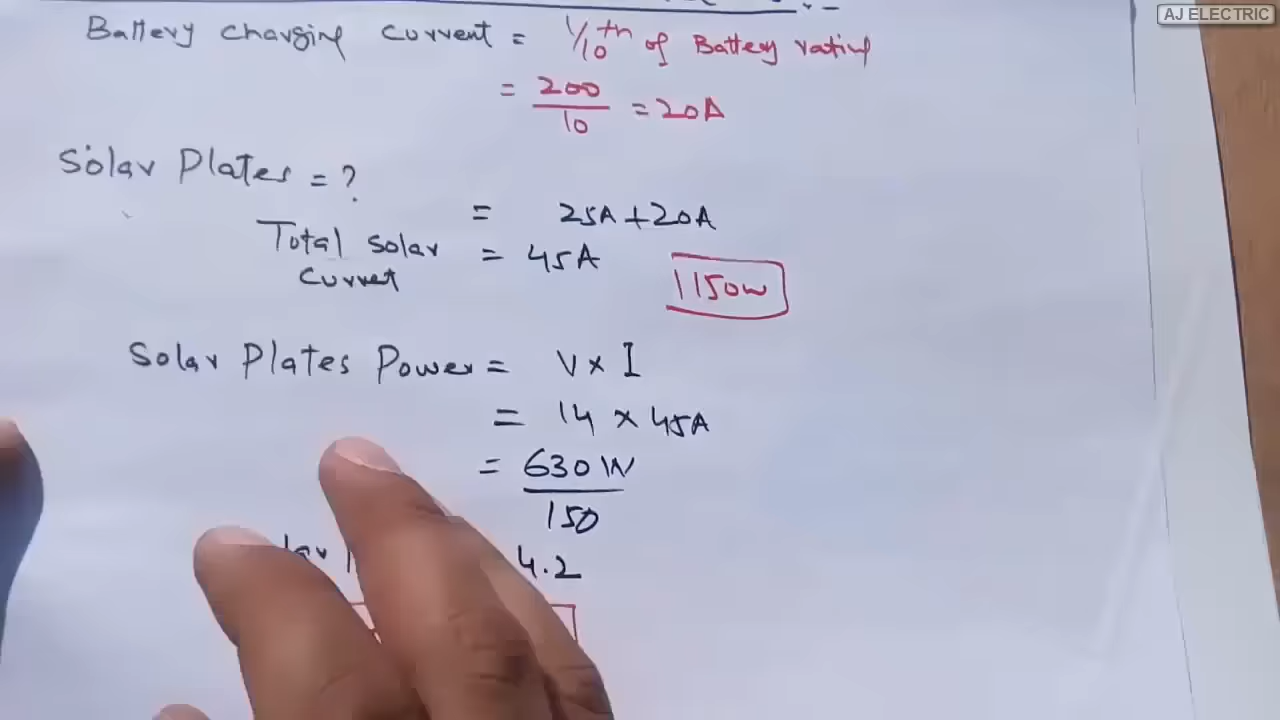 AJ ELECTRIC
Battery charging current = 1/10th of Battery rating
= 200/10 = 20A
Solar Plates = ?
= 25A + 20A
Total solar current = 45A
1150W
Solar Plates Power = V x I
= 14 x 45A
= 630W/150
4.2